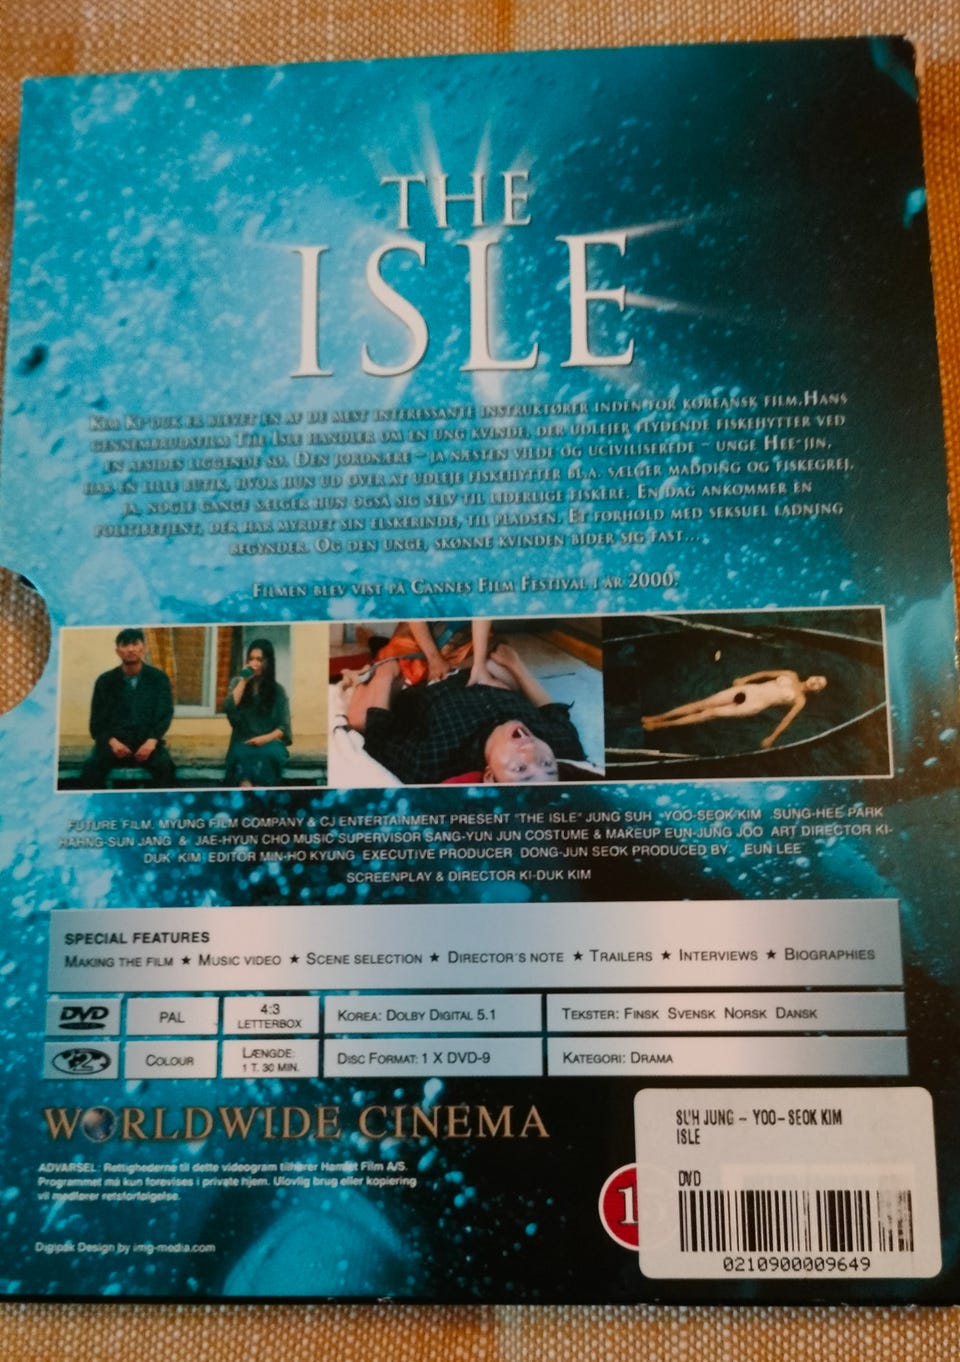 THE
ISLE
KIM KI-DUK ER BLEVET EN AF DE MEST INTERESSANTE INSTRUKTØRER INDEN FOR KOREANSK FILM.HANS
GENNEMBRUDSFILM THE ISLE HANDLER OM EN UNG KVINDE, DER UDLEJER FLYDENDE FISKEHYTTER VED
EN AFSIDES LIGGENDE SØ. DEN JORDNÆRE – JA NÆSTEN VILDE OG UCIVILISEREDE – UNGE HEE-JIN,
HAR EN LILLE BUTIK, HVOR HUN UD OVER AT UDLEJE FISKEHYTTER BL.A. SÆLGER MADDING OG FISKEGREJ.
JA, NOGLE GANGE SÆLGER HUN OGSÅ SIG SELV TIL LIDERLIGE FISKERE. EN DAG ANKOMMER EN
POLITIBETJENT, DER HAR MYRDET SIN ELSKERINDE, TIL PLADSEN. ET FORHOLD MED SEKSUEL LADNING
BEGYNDER. OG DEN UNGE, SKØNNE KVINDEN BIDER SIG FAST...
FILMEN BLEV VIST PÅ CANNES FILM FESTIVAL I ÅR 2000.
FUTURE FILM, MYUNG FILM COMPANY & CJ ENTERTAINMENT PRESENT "THE ISLE" JUNG SUH YOO-SEOK KIM SUNG-HEE PARK
HAHNG-SUN JANG & JAE-HYUN CHO MUSIC SUPERVISOR SANG-YUN JUN COSTUME & MAKEUP EUN-JUNG JOO ART DIRECTOR KI-
DUK KIM EDITOR MIN-HO KYUNG EXECUTIVE PRODUCER DONG-JUN SEOK PRODUCED BY: EUN LEE
SCREENPLAY & DIRECTOR KI-DUK KIM
SPECIAL FEATURES
MAKING THE FILM ★ MUSIC VIDEO ★ SCENE SELECTION ★ DIRECTOR'S NOTE ★ TRAILERS ★ INTERVIEWS ★ BIOGRAPHIES
DVD PAL 4:3 LETTERBOX KOREA: DOLBY DIGITAL 5.1 TEKSTER: FINSK SVENSK NORSK DANSK
2 COLOUR LÆNGDE: 1 T. 30 MIN. DISC FORMAT: 1 X DVD-9 KATEGORI: DRAMA
WORLDWIDE CINEMA
ADVARSEL: Rettighederne til dette videogram tilhører Hamlet Film A/S.
Programmet må kun forevises i private hjem. Ulovlig brug eller kopiering
vil medfører retsforfølgelse.
Digipak Design by img-media.com
SUH JUNG - YOO-SEOK KIM
ISLE
DVD
0210900009649